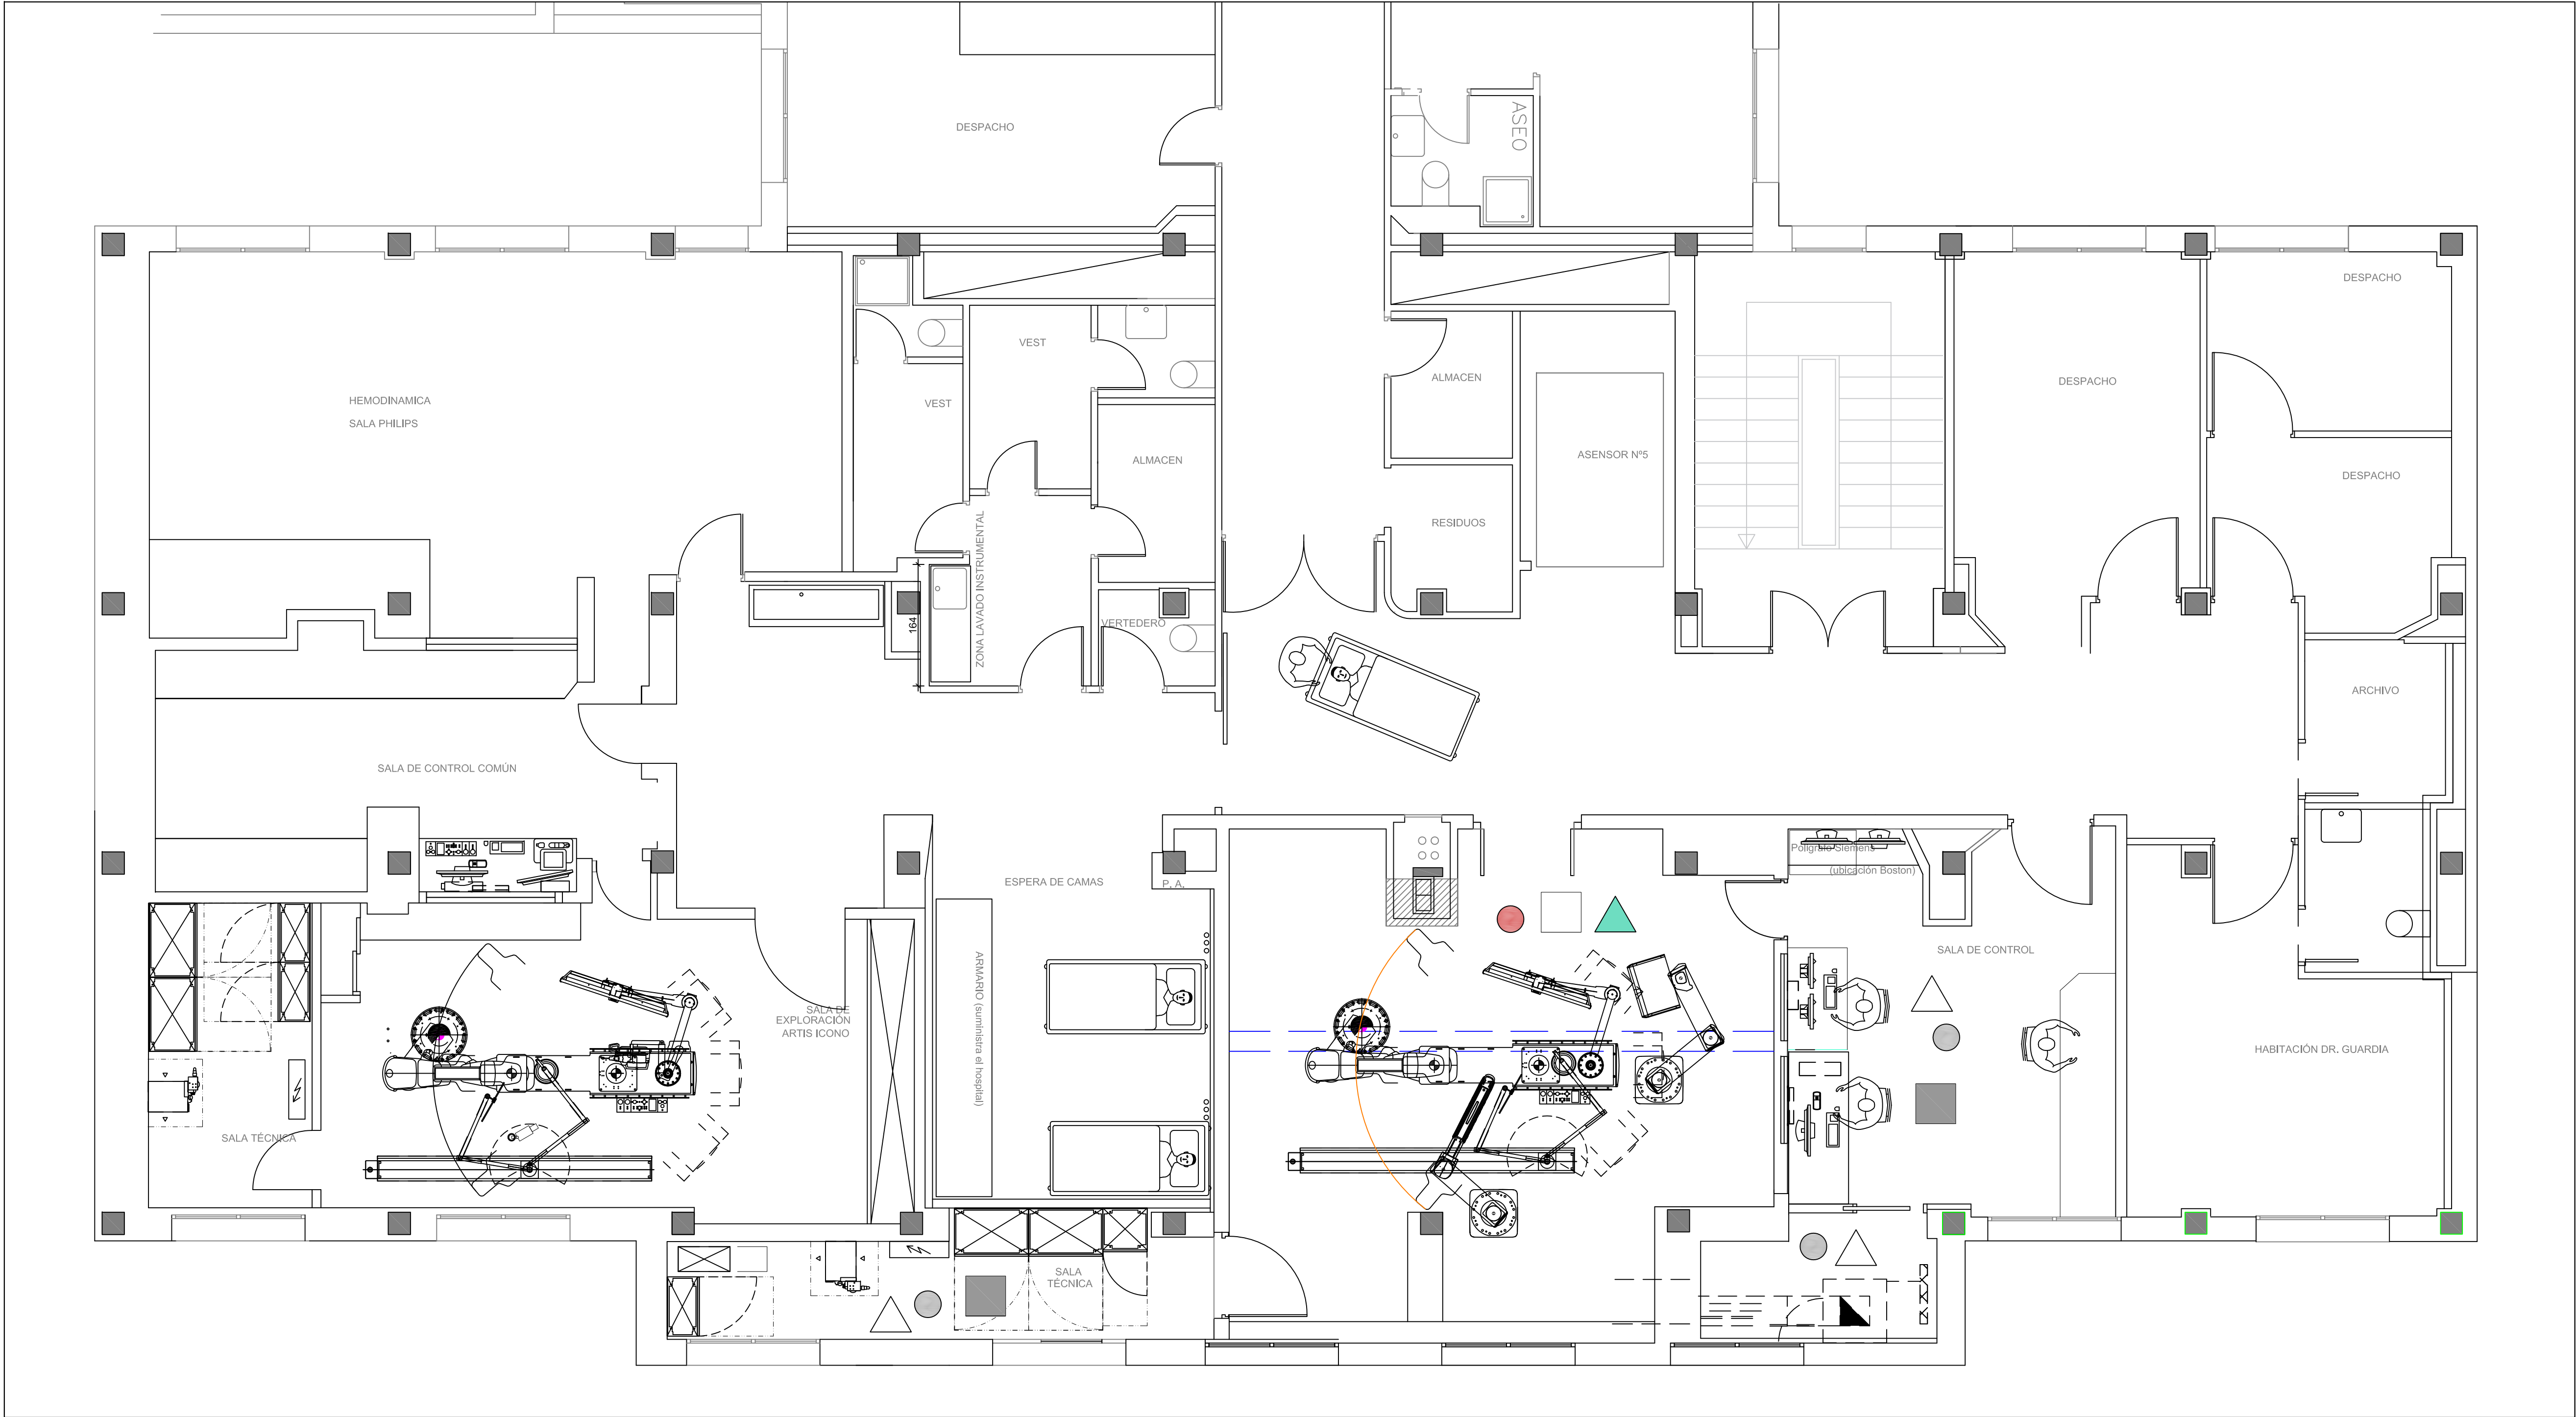 DESPACHO
ASEO
DESPACHO
HEMODINAMICA
SALA PHILIPS
VEST
VEST
ALMACEN
DESPACHO
ALMACEN
ASENSOR Nº5
DESPACHO
RESIDUOS
ZONA LAVADO INSTRUMENTAL
164
VERTEDERO
ARCHIVO
SALA DE CONTROL COMÚN
ESPERA DE CAMAS
P. A.
Polígrafo Siemens
(ubicación Boston)
SALA DE CONTROL
ARMARIO (suministra el hospital)
SALA DE
EXPLORACIÓN
ARTIS ICONO
HABITACIÓN DR. GUARDIA
SALA TÉCNICA
SALA
TÉCNICA